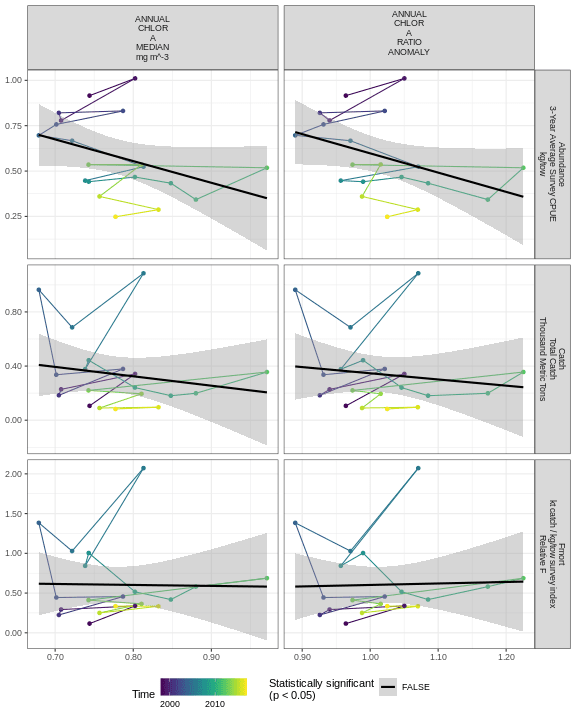 ANNUAL
CHLOR
A
MEDIAN
mg m^-3
ANNUAL
CHLOR
A
RATIO
ANOMALY
1.00
0.75
0.50
0.25
Abundance
3-Year Average Survey CPUE
kg/tow
0.80
0.40
0.00
Catch
Total Catch
Thousand Metric Tons
2.00
1.50
1.00
0.50
0.00
Fmort
kt catch / kg/tow survey index
Relative F
0.70 0.80 0.90
0.90 1.00 1.10 1.20
Time
2000 2010
Statistically significant
(p < 0.05)
FALSE